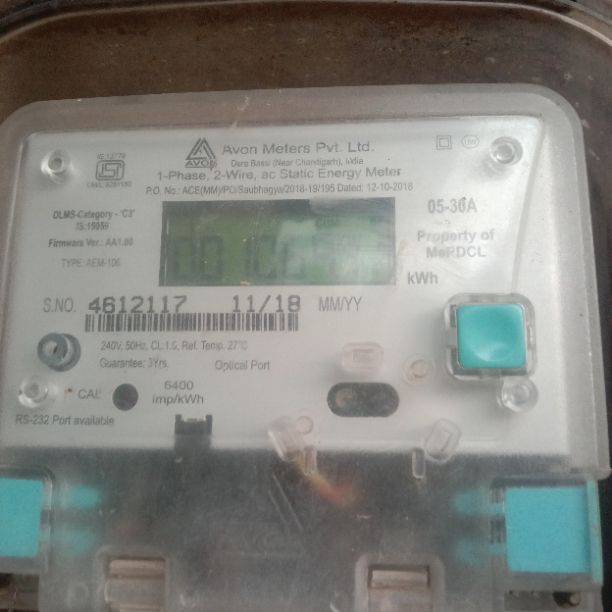 IS 13779
AVON
Avon Meters Pvt. Ltd.
Dera Bassi (Near Chandigarh), India
1-Phase, 2-Wire, ac Static Energy Meter
P.O. No.: ACE(MM)/PO/Saubhagya/2018-19/195 Dated: 12-10-2018
DLMS-Category - 'C3'
IS:15959
Firmware Ver.: AA1.00
TYPE: AEM-106
05-30A
Property of
MePDCL
kWh
S.NO. 4612117 11/18 MM/YY
240V, 50Hz, CL:1.0, Ref. Temp. 27°C
Guarantee: 3Yrs. Optical Port
CAL 6400
imp/kWh
RS-232 Port available